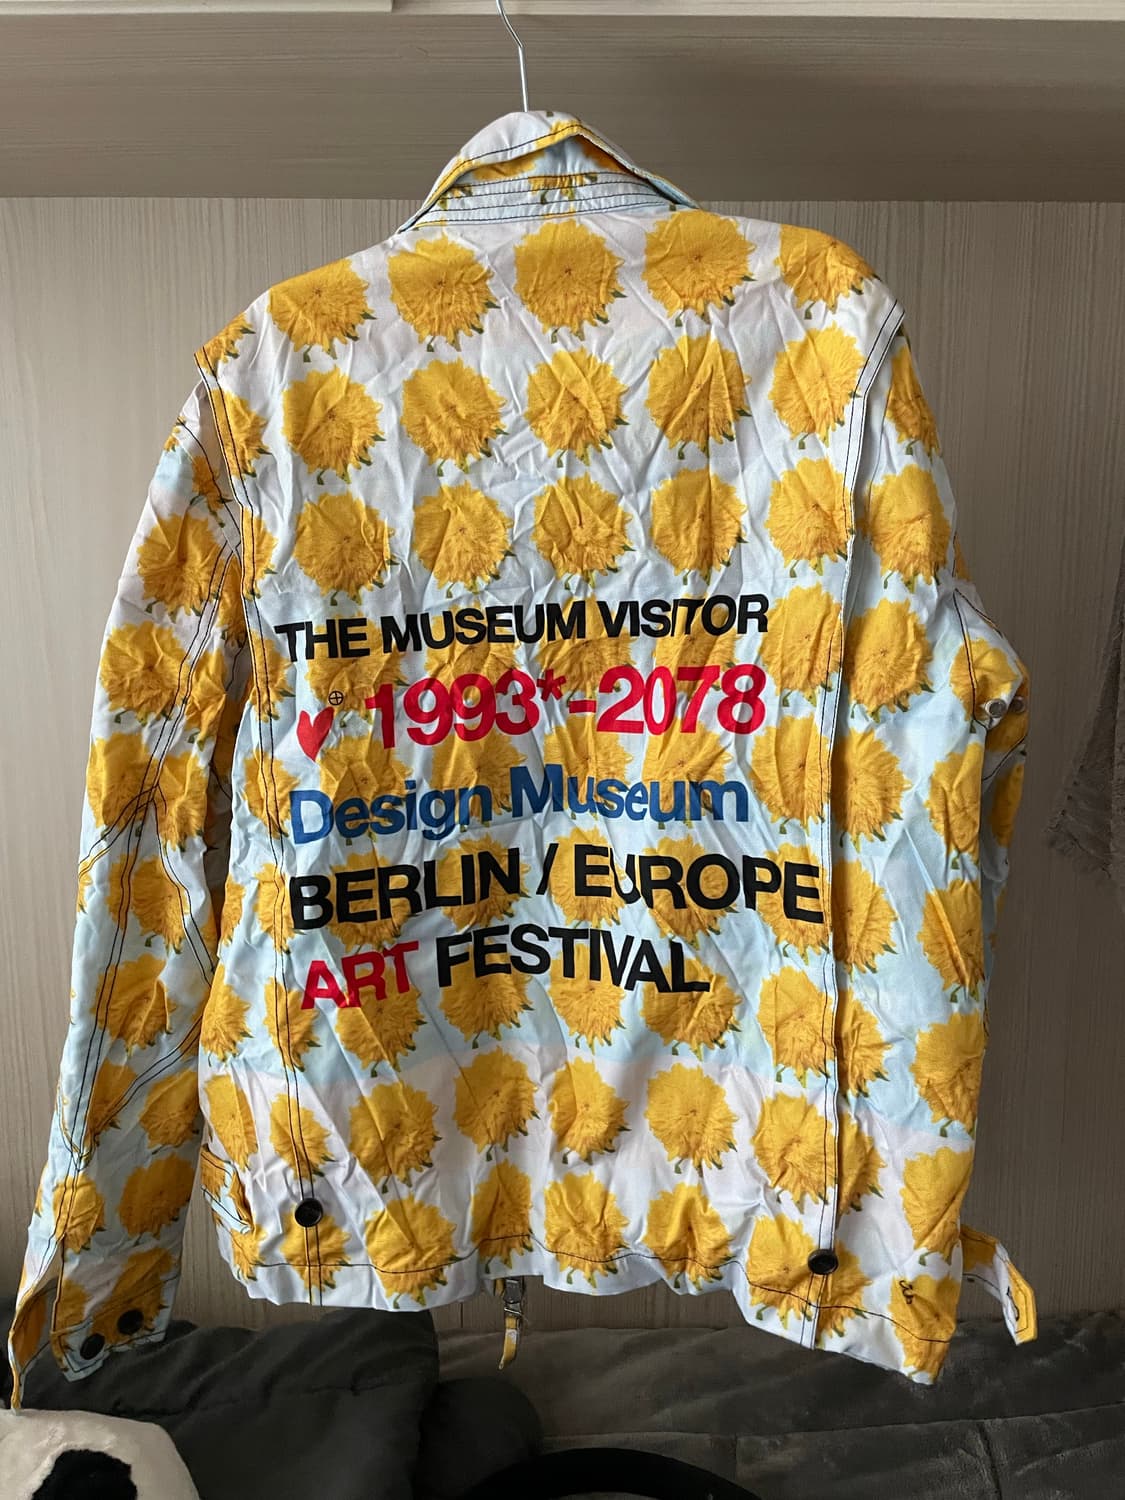 THE MUSEUM VISITOR
1993*-2078
Design Museum
BERLIN / EUROPE
ART FESTIVAL